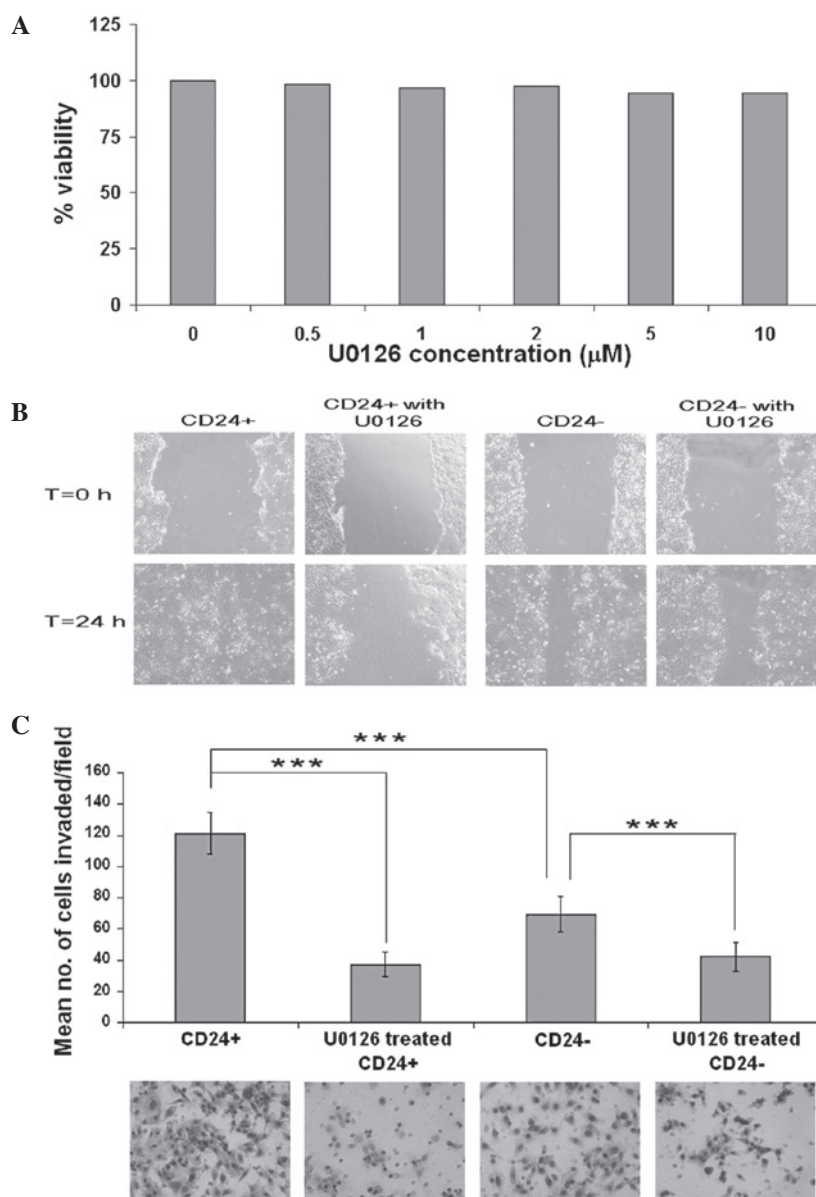 A
125
100
75
50
25
0
% viability
0 0.5 1 2 5 10
U0126 concentration (µM)
B
CD24+
CD24+ with
U0126
CD24-
CD24- with
U0126
T=0 h
T=24 h
C
Mean no. of cells invaded/field
160
140
120
100
80
60
40
20
0
***
***
***
CD24+
U0126 treated
CD24+
CD24-
U0126 treated
CD24-